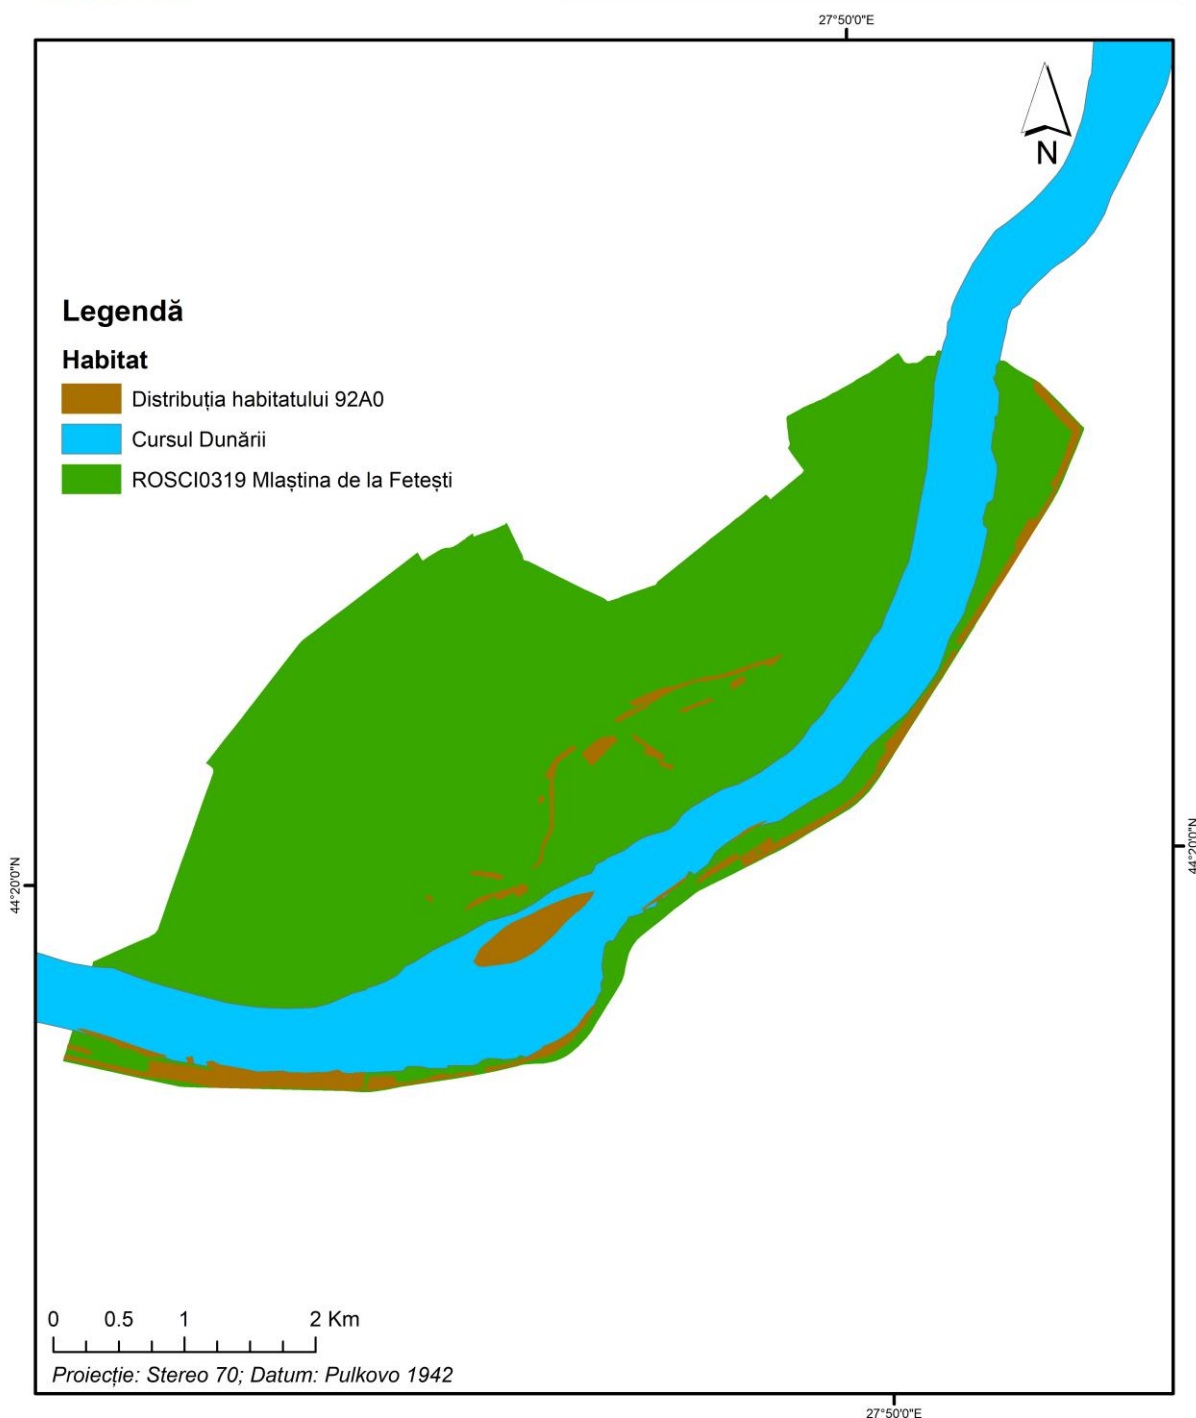 27°50'0"E
N
Legendă
Habitat
Distribuția habitatului 92A0
Cursul Dunării
ROSCI0319 Mlaștina de la Fetești
44°20'0"N
44°20'0"N
0 0.5 1 2 Km
Proiecție: Stereo 70; Datum: Pulkovo 1942
27°50'0"E